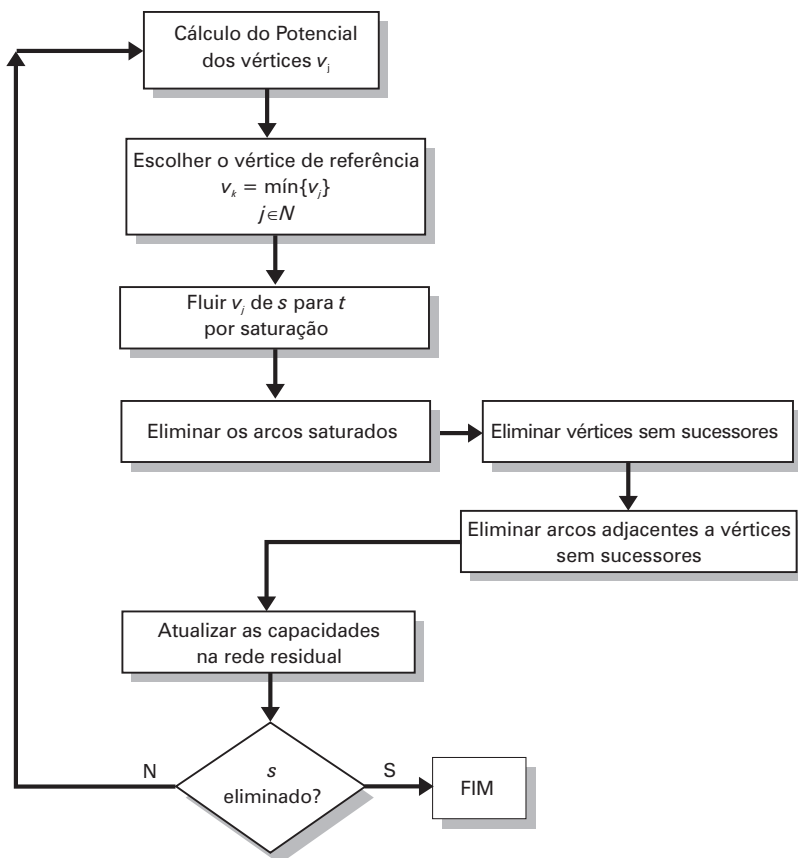 Cálculo do Potencial
dos vértices vj
Escolher o vértice de referência
vk = mín{vj}
j∈N
Fluir vj de s para t
por saturação
Eliminar os arcos saturados
Eliminar vértices sem sucessores
Eliminar arcos adjacentes a vértices
sem sucessores
Atualizar as capacidades
na rede residual
s
eliminado?
N
S
FIM